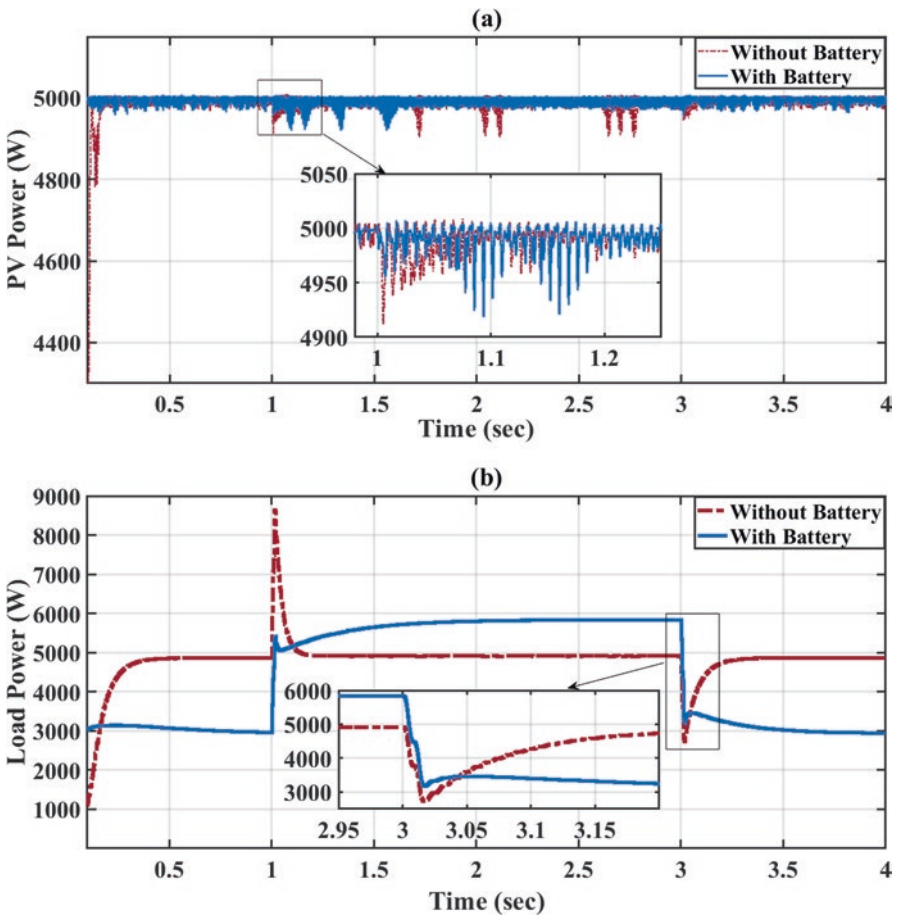 (a)
Without Battery
With Battery
5000
4800
4600
4400
PV Power (W)
5050
5000
4950
4900
1 1.1 1.2
0.5 1 1.5 2 2.5 3 3.5 4
Time (sec)
(b)
9000
8000
7000
6000
5000
4000
3000
2000
1000
Load Power (W)
Without Battery
With Battery
6000
5000
4000
3000
2.95 3 3.05 3.1 3.15
0.5 1 1.5 2 2.5 3 3.5 4
Time (sec)